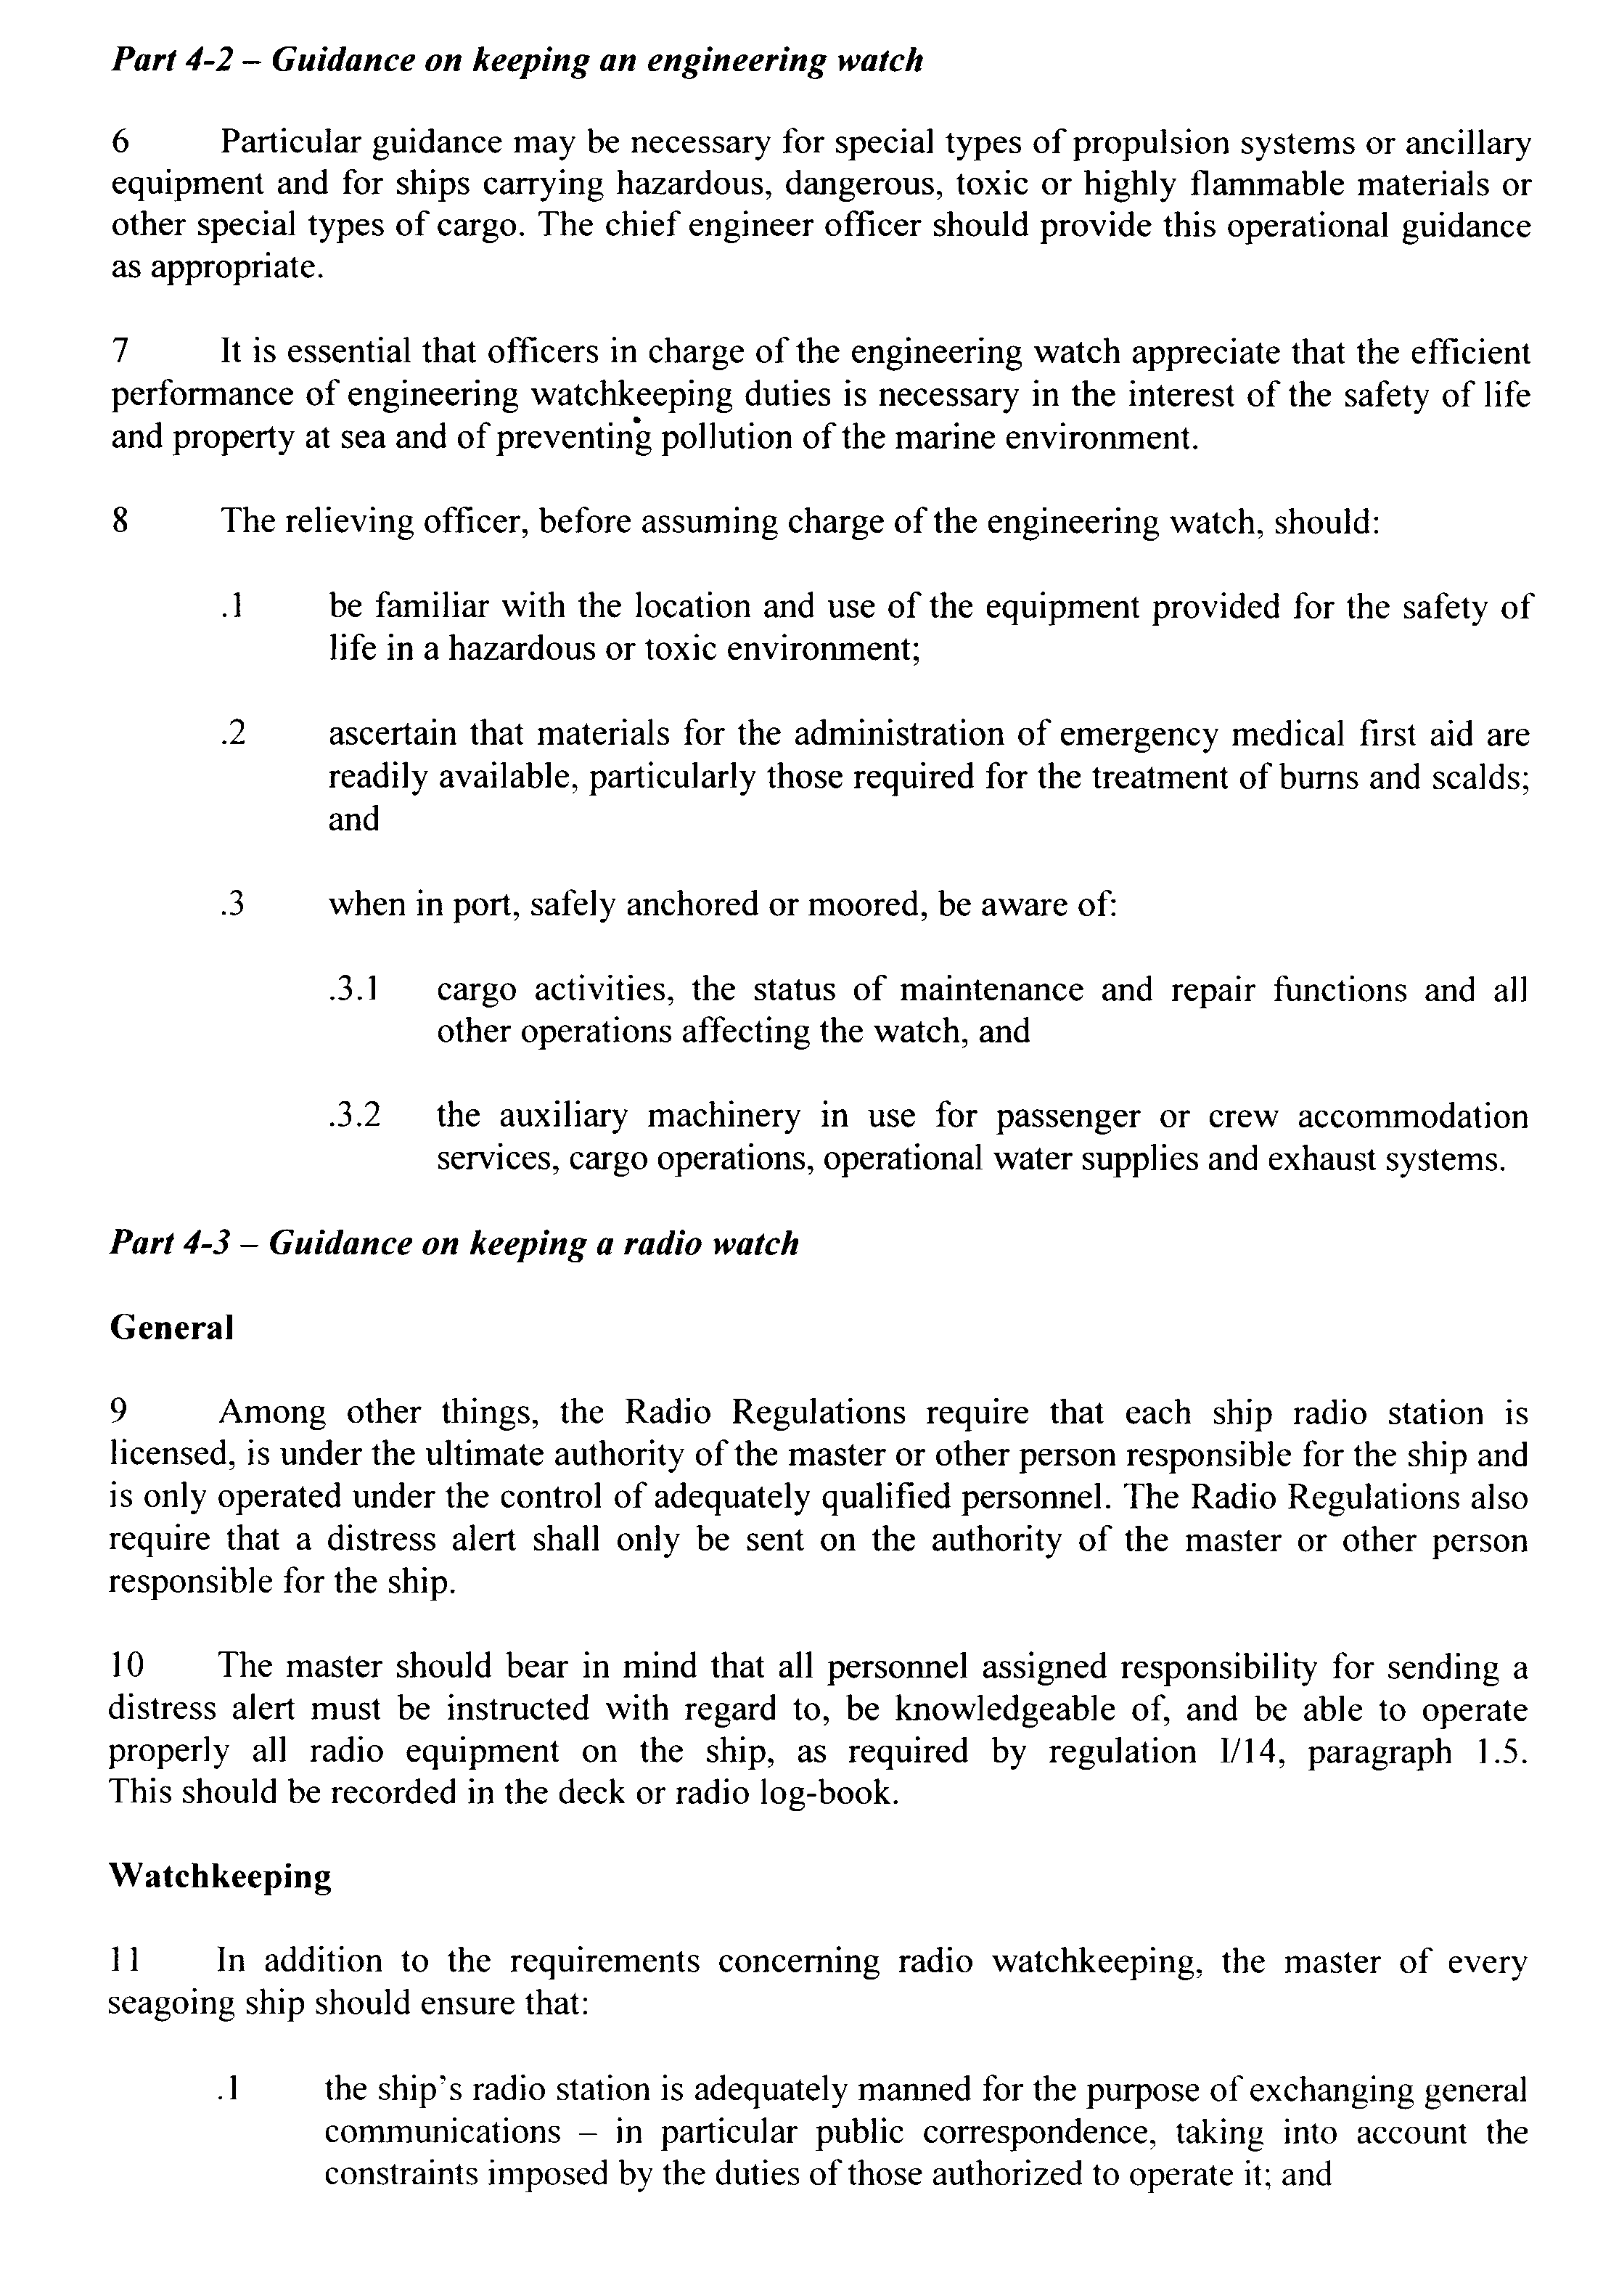 Part 4-2 – Guidance on keeping an engineering watch
6 Particular guidance may be necessary for special types of propulsion systems or ancillary
equipment and for ships carrying hazardous, dangerous, toxic or highly flammable materials or
other special types of cargo. The chief engineer officer should provide this operational guidance
as appropriate.
7 It is essential that officers in charge of the engineering watch appreciate that the efficient
performance of engineering watchkeeping duties is necessary in the interest of the safety of life
and property at sea and of preventing pollution of the marine environment.
8 The relieving officer, before assuming charge of the engineering watch, should:
.1 be familiar with the location and use of the equipment provided for the safety of
life in a hazardous or toxic environment;
.2 ascertain that materials for the administration of emergency medical first aid are
readily available, particularly those required for the treatment of burns and scalds;
and
.3 when in port, safely anchored or moored, be aware of:
.3.1 cargo activities, the status of maintenance and repair functions and all
other operations affecting the watch, and
.3.2 the auxiliary machinery in use for passenger or crew accommodation
services, cargo operations, operational water supplies and exhaust systems.
Part 4-3 – Guidance on keeping a radio watch
General
9 Among other things, the Radio Regulations require that each ship radio station is
licensed, is under the ultimate authority of the master or other person responsible for the ship and
is only operated under the control of adequately qualified personnel. The Radio Regulations also
require that a distress alert shall only be sent on the authority of the master or other person
responsible for the ship.
10 The master should bear in mind that all personnel assigned responsibility for sending a
distress alert must be instructed with regard to, be knowledgeable of, and be able to operate
properly all radio equipment on the ship, as required by regulation I/14, paragraph 1.5.
This should be recorded in the deck or radio log-book.
Watchkeeping
11 In addition to the requirements concerning radio watchkeeping, the master of every
seagoing ship should ensure that:
.1 the ship's radio station is adequately manned for the purpose of exchanging general
communications – in particular public correspondence, taking into account the
constraints imposed by the duties of those authorized to operate it; and